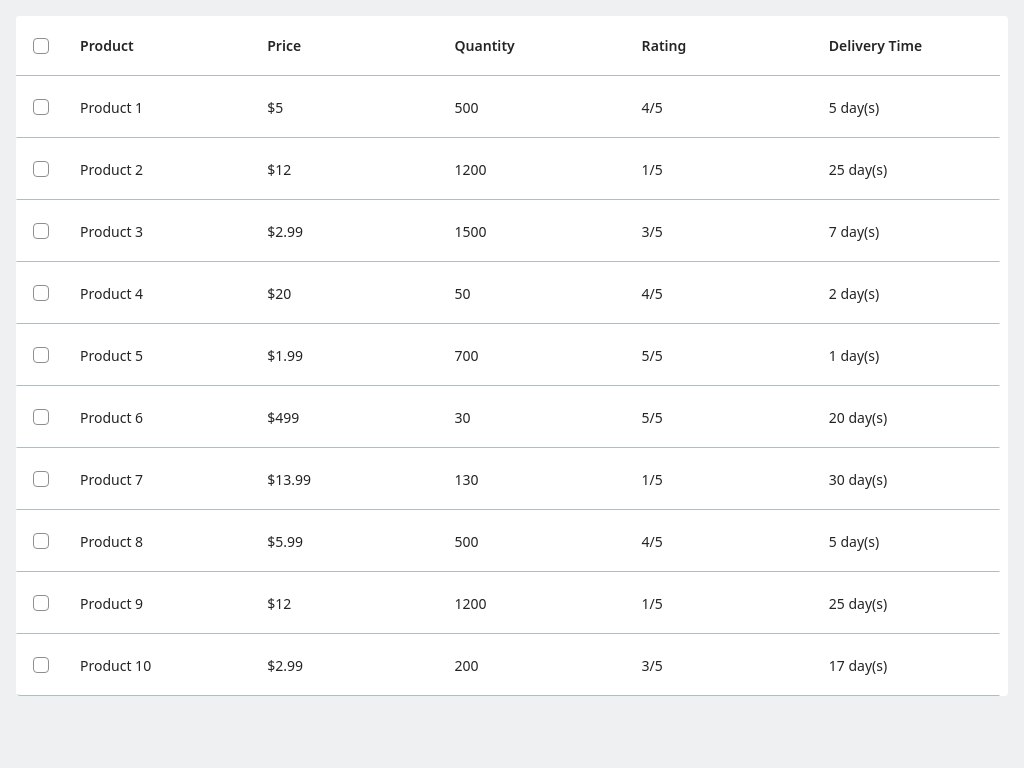 Product Price Quantity Rating Delivery Time
Product 1 $5 500 4/5 5 day(s)
Product 2 $12 1200 1/5 25 day(s)
Product 3 $2.99 1500 3/5 7 day(s)
Product 4 $20 50 4/5 2 day(s)
Product 5 $1.99 700 5/5 1 day(s)
Product 6 $499 30 5/5 20 day(s)
Product 7 $13.99 130 1/5 30 day(s)
Product 8 $5.99 500 4/5 5 day(s)
Product 9 $12 1200 1/5 25 day(s)
Product 10 $2.99 200 3/5 17 day(s)